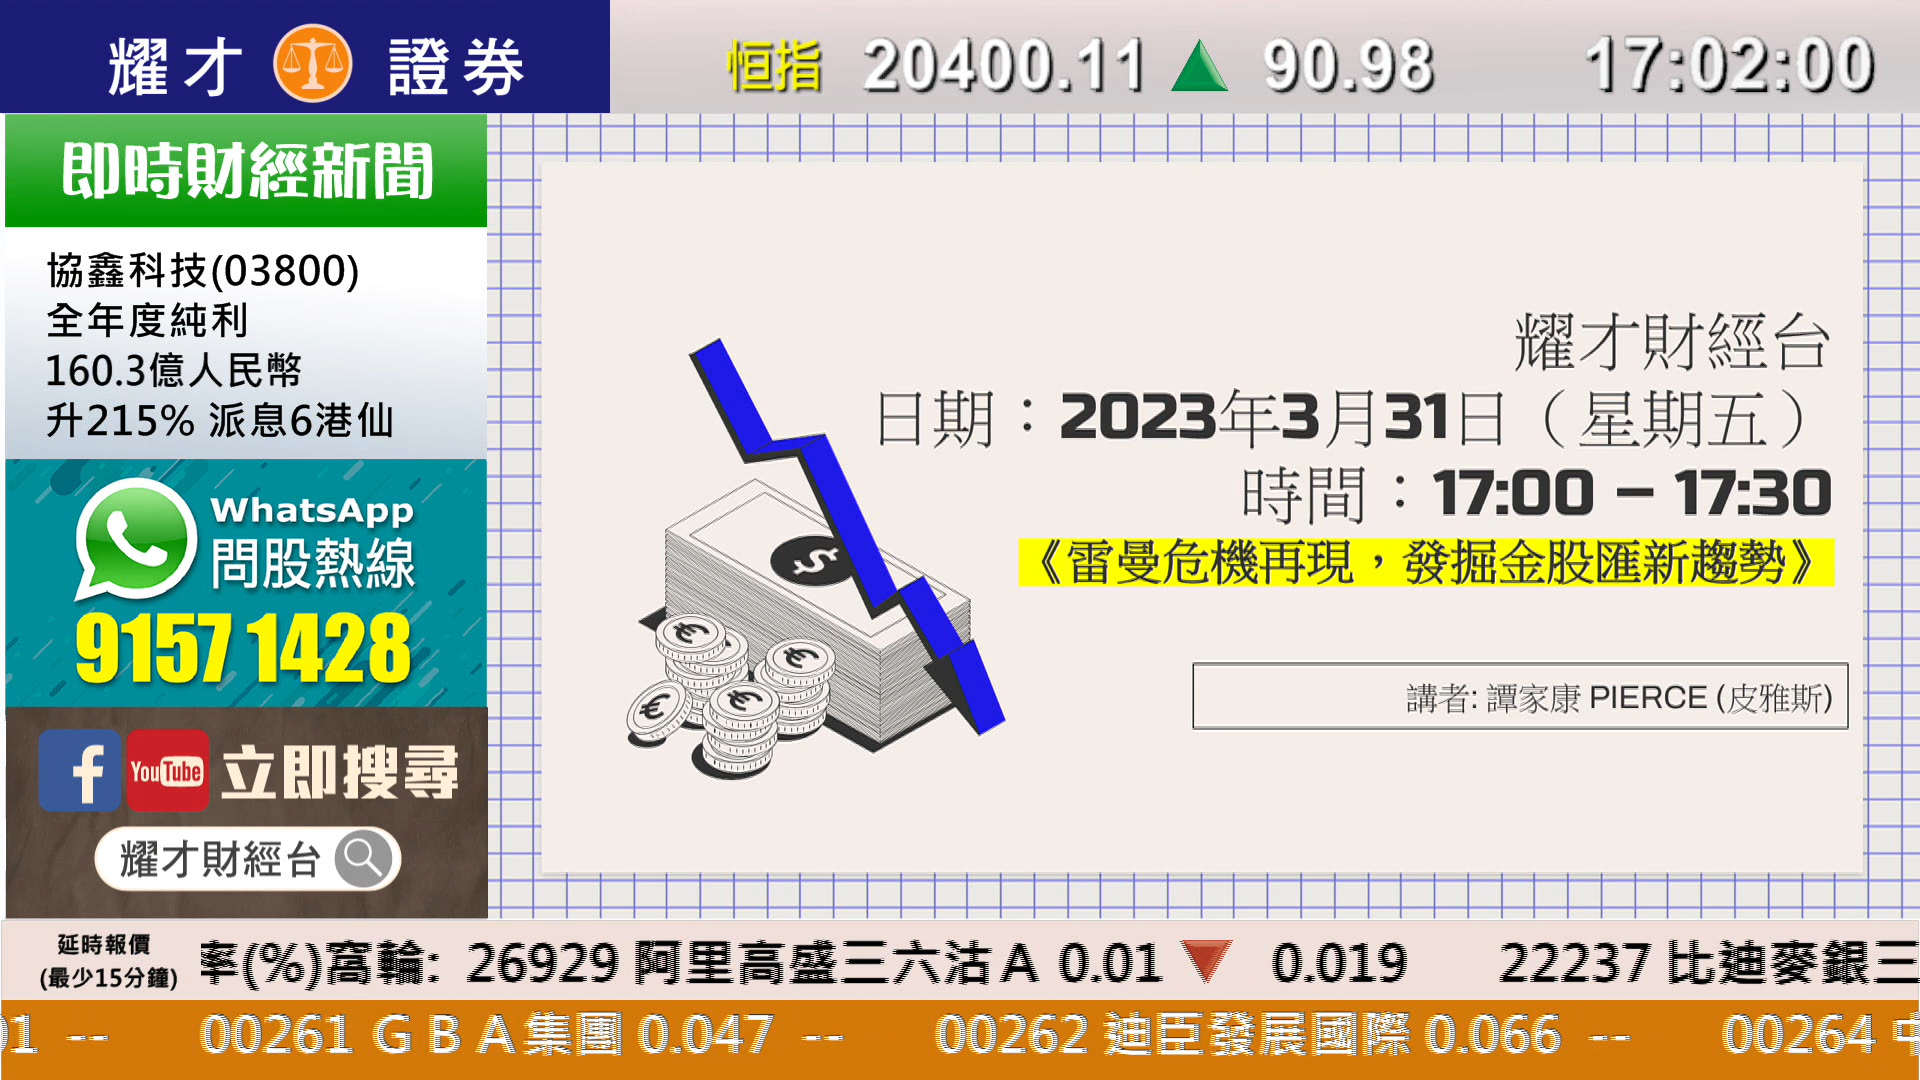 耀才 證券
恒指 20400.11 ▲ 90.98 17:02:00
即時財經新聞
協鑫科技(03800)
全年度純利
160.3億人民幣
升215% 派息6港仙
WhatsApp
問股熱線
9157 1428
f YouTube 立即搜尋
耀才財經台
耀才財經台
日期：2023年3月31日（星期五）
時間：17:00 – 17:30
《雷曼危機再現，發掘金股匯新趨勢》
講者: 譚家康 PIERCE (皮雅斯)
$
€ € € €
延時報價
(最少15分鐘)
率(%)窩輪: 26929 阿里高盛三六沽A 0.01 ▼ 0.019 22237 比迪麥銀三
01 -- 00261 G B A集團 0.047 -- 00262 迪臣發展國際 0.066 -- 00264